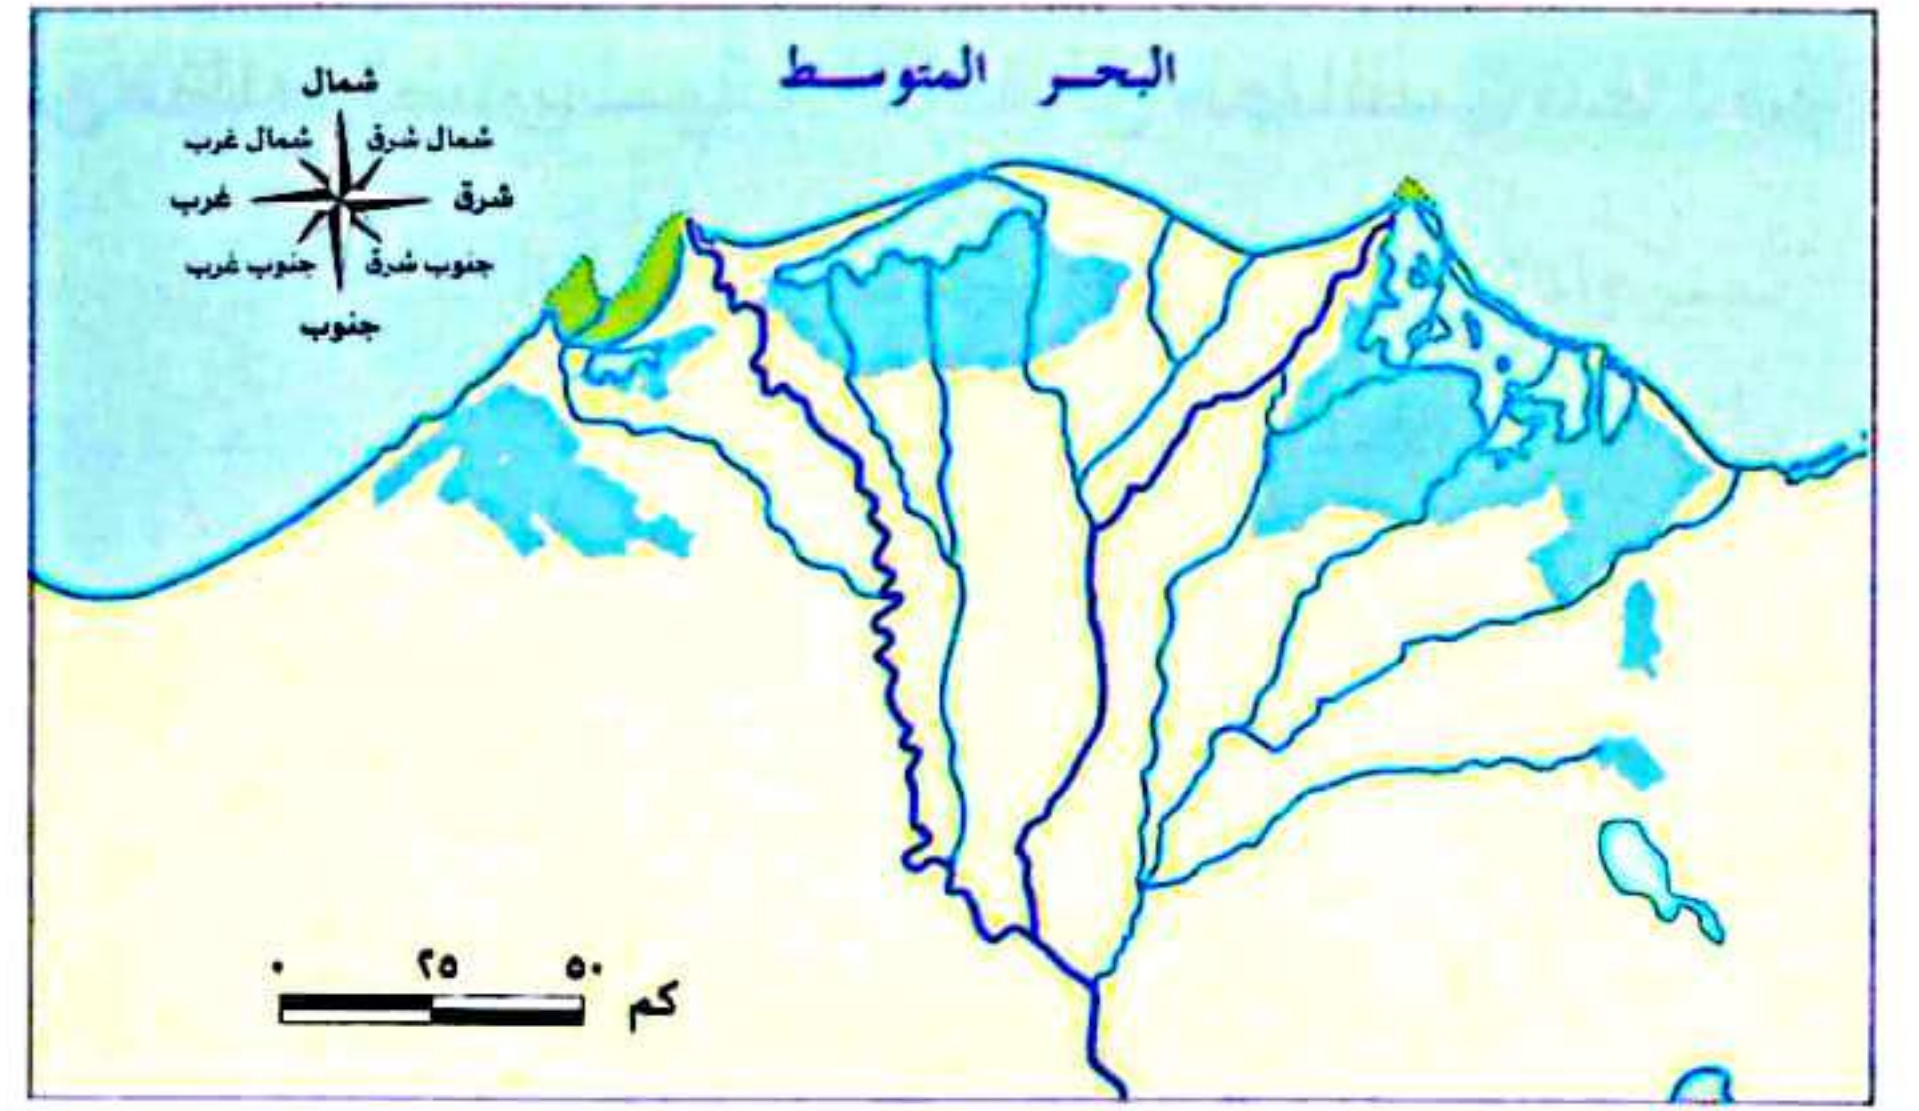 البحر المتوسط
شمال
شمال غرب
شمال شرق
غرب
شرق
جنوب غرب
جنوب شرق
جنوب
٠ ٢٥ ٥٠
كم